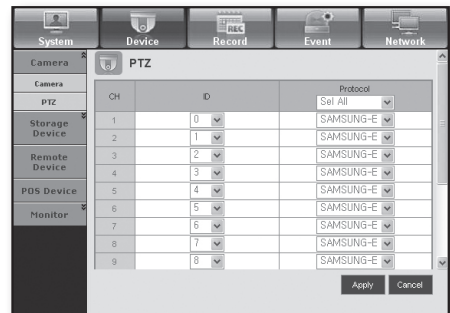 System Device Record Event Network
REC
Camera
Camera
PTZ
Storage
Device
Remote
Device
POS Device
Monitor
PTZ
CH ID Protocol
Sel All
1 0 SAMSUNG-E
2 1 SAMSUNG-E
3 2 SAMSUNG-E
4 3 SAMSUNG-E
5 4 SAMSUNG-E
6 5 SAMSUNG-E
7 6 SAMSUNG-E
8 7 SAMSUNG-E
9 8 SAMSUNG-E
Apply Cancel